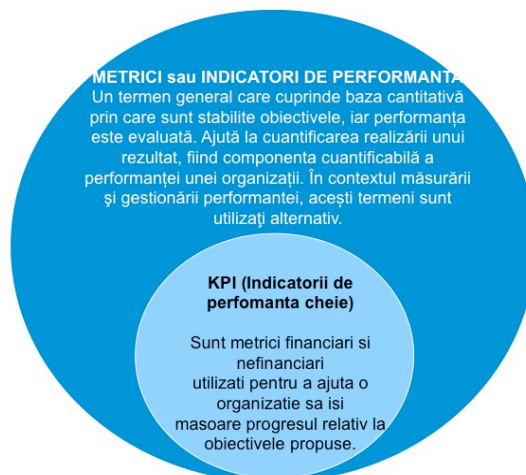 METRICI sau INDICATORI DE PERFORMANTA
Un termen general care cuprinde baza cantitativă
prin care sunt stabilite obiectivele, iar performanța
este evaluată. Ajută la cuantificarea realizării unui
rezultat, fiind componenta cuantificabilă a
performanței unei organizații. În contextul măsurării
şi gestionării performantei, acești termeni sunt
utilizaţi alternativ.
KPI (Indicatorii de
perfomanta cheie)
Sunt metrici financiari si
nefinanciari
utilizati pentru a ajuta o
organizatie sa isi
masoare progresul relativ la
obiectivele propuse.